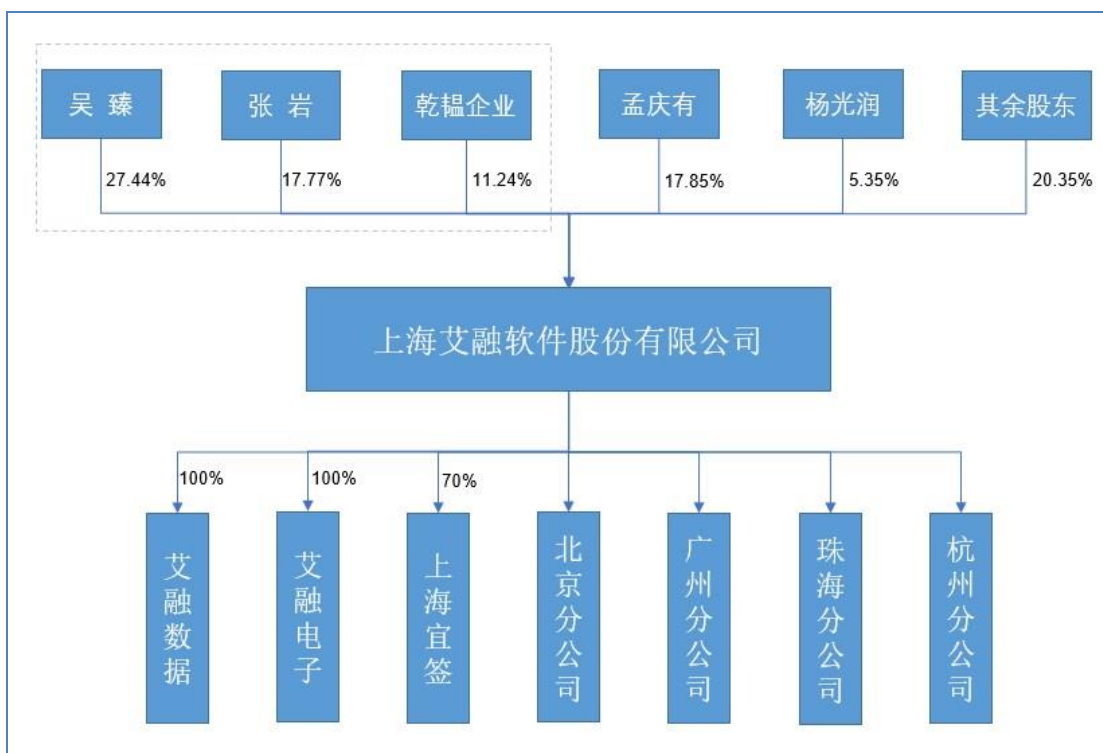 吴 臻
张 岩
乾韫企业
孟庆有
杨光润
其余股东
27.44%
17.77%
11.24%
17.85%
5.35%
20.35%
上海艾融软件股份有限公司
100%
100%
70%
艾融数据
艾融电子
上海宜签
北京分公司
广州分公司
珠海分公司
杭州分公司